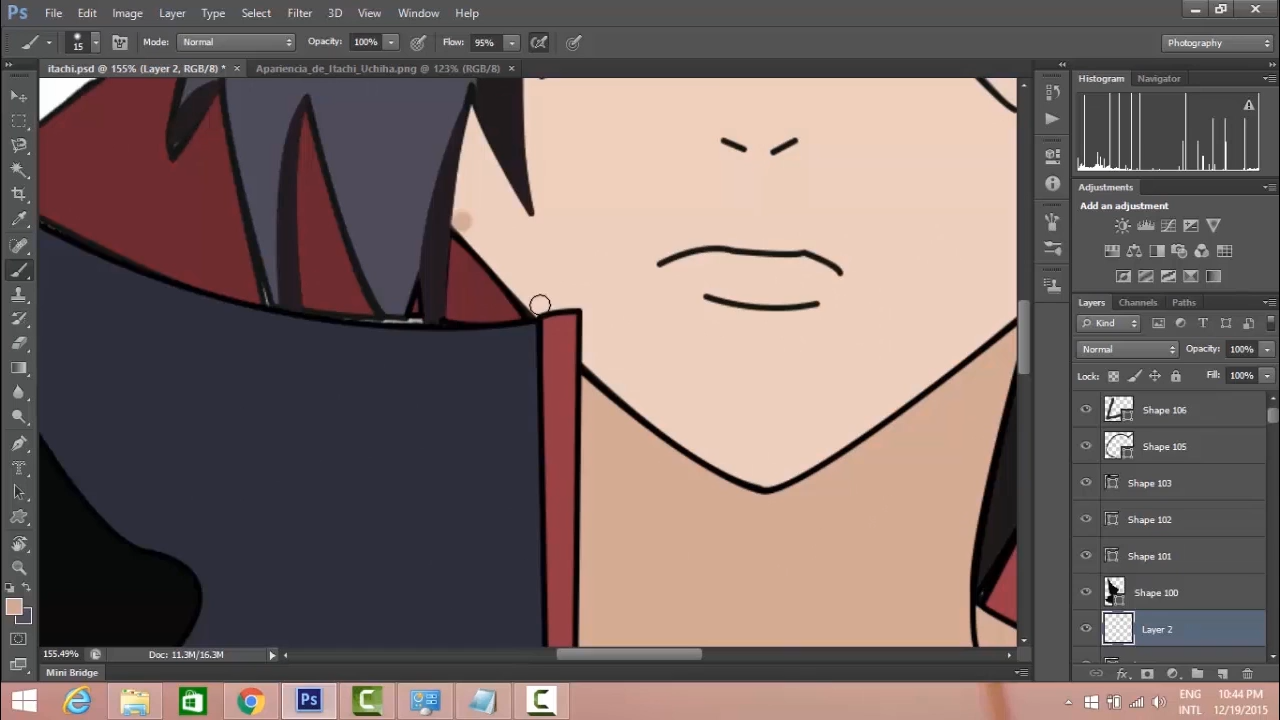 Ps File Edit Image Layer Type Select Filter 3D View Window Help
15 Mode: Normal Opacity: 100% Flow: 95% Photography
itachi.psd @ 155% (Layer 2, RGB/8) * × Apariencia_de_Itachi_Uchiha.png @ 123% (RGB/8) ×
Histogram Navigator
Adjustments
Add an adjustment
Layers Channels Paths
Kind
Normal Opacity: 100%
Lock: Fill: 100%
Shape 106
Shape 105
Shape 103
Shape 102
Shape 101
Shape 100
Layer 2
155.49% Doc: 11.3M/16.3M
Mini Bridge
Ps ENG 10:44 PM
INTL 12/19/2015